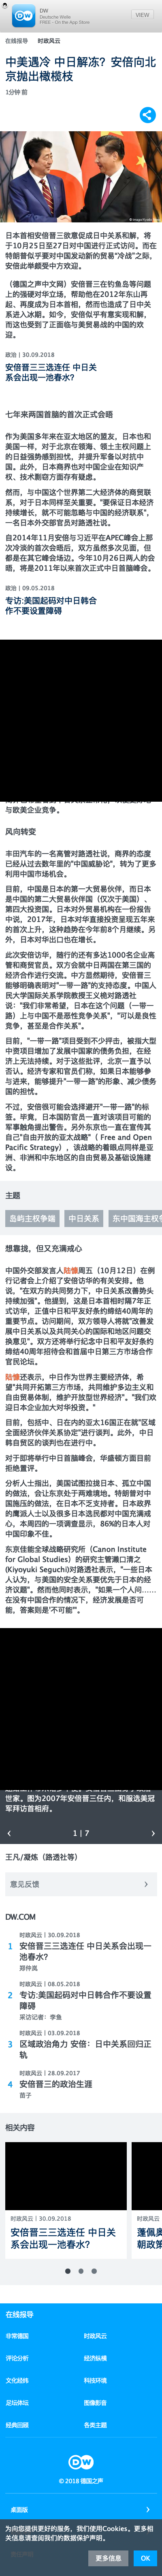 DW
Deutsche Welle
FREE - On the App Store
VIEW
在线报导 时政风云
中美遇冷 中日解冻？安倍向北
京抛出橄榄枝
1分钟 前
日本首相安倍晋三欲意促成日中关系和解，将
于10月25日至27日对中国进行正式访问。而在
特朗普似乎要对中国发动新的贸易“冷战”之际，
安倍此举颇受中方欢迎。
（德国之声中文网）安倍晋三在钓鱼岛等问题
上的强硬对华立场，帮助他在2012年东山再
起、再度成为日本首相，然而也造成了日中关
系进入冰期。如今，安倍似乎有意实现和解，
而这也受到了正面临与美贸易战的中国的欢
迎。
政治 | 30.09.2018
安倍晋三三选连任 中日关
系会出现一池春水?
七年来两国首脑的首次正式会晤
作为美国多年来在亚太地区的盟友，日本也和
美国一样，对于北京在领海、领土主权问题上
的日益强势感到担忧，并提升军备以对抗中
国。此外，日本商界也对中国企业在知识产
权、技术剽窃方面存有疑虑。
然而，与中国这个世界第二大经济体的商贸联
系，对于日本同样至关重要。“要保证日本经济
持续增长，就不可能忽略与中国的经济联系”，
一名日本外交部官员对路透社说。
自2014年11月安倍与习近平在APEC峰会上那
次冷淡的首次会晤后，双方虽然多次见面，但
都是在其它峰会场边。今年10月26日两人的会
晤，将是2011年以来首次正式中日首脑峰会。
政治 | 09.05.2018
专访:美国起码对中日韩合
作不要设置障碍
与欧美企业竞争。
风向转变
丰田汽车的一名高管对路透社说，商界的态度
已经从过去数年里的“中国威胁论”，转为了更多
利用中国市场机会。
目前，中国是日本的第一大贸易伙伴，而日本
是中国的第二大贸易伙伴国（仅次于美国）、
第四大投资国。日本对外贸易机构在一份报告
中说，2017年，日本对华直接投资呈现五年来
的首次上升，这种趋势在今年前8个月继续。另
外，日本对华出口也在增长。
此次安倍访华，随行的还有多达1000名企业高
管和商贸官员。双方将就中日两国在第三国的
经济合作进行交流。中方显然期待，安倍晋三
能够明确表明对“一带一路”的支持态度。中国人
民大学国际关系学院教授王义桅对路透社
说：“我们非常希望，日本在这个问题（一带一
路）上与中国不是恶性竞争关系”，“可以是良性
竞争，甚至是合作关系”。
目前，“一带一路”项目受到不少抨击，被指大型
中资项目增加了发展中国家的债务负担，在经
济上无法持续。对于这些批评，北京一直予以
否认。经济专家和官员们称，如果日本能够参
与进来，能够提升“一带一路”的形象、减少债务
国的担忧。
不过，安倍很可能会选择避开“一带一路”的标
签。毕竟，日本国防官员一直对该项目可能的
军事触角提出警告。另外东京也一直在宣传其
自己“自由开放的亚太战略”（ Free and Open
Pacific Strategy），该战略的着眼点同样是亚
洲、非洲和中东地区的自由贸易及基础设施建
设。
主题
岛屿主权争端 中日关系 东中国海主权争
想靠拢，但又充满戒心
中国外交部发言人陆慷周五（10月12日）在例
行记者会上介绍了安倍访华的有关安排。他
说，“在双方的共同努力下，中日关系改善势头
持续加强”。他提到，这是日本首相时隔7年正
式访华，正值中日和平友好条约缔结40周年的
重要节点。访问期间，双方领导人将就“改善发
展中日关系以及共同关心的国际和地区问题交
换意见”，双方还将举行纪念中日和平友好条约
缔结40周年招待会和首届中日第三方市场合作
官民论坛。
陆慷还表示，中日作为世界主要经济体，希
望“共同开拓第三方市场，共同维护多边主义和
自由贸易体制，维护开放型世界经济”。“我们欢
迎日本企业加大对华投资。”
目前，包括中、日在内的亚太16国正在就“区域
全面经济伙伴关系协定”进行谈判。此外，中日
韩自贸区的谈判也在进行中。
对于即将举行中日首脑峰会，华盛顿方面目前
拒绝置评。
分析人士指出，美国试图拉拢日本、孤立中国
的做法，会让东京处于两难境地。特朗普对中
国施压的做法，在日本不乏支持者。日本政界
的鹰派人士以及很多日本选民都对中国充满戒
心。本周四的一项调查显示，86%的日本人对
中国印象不佳。
东京佳能全球战略研究所（Canon Institute
for Global Studies）的研究主管濑口清之
(Kiyoyuki Seguchi)对路透社表示，“一些日本
人认为，与美国的安全关系要优先于日本的经
济议题”。然而他同时表示，“如果一个人问……
在没有中国合作的情况下，经济发展是否可
能，答案则是‘不可能’”。
世家。图为2007年安倍晋三任内，和服选美冠
军拜访首相府。
1 | 7
王凡/凝炼（路透社等）
意见反馈
DW.COM
时政风云 | 30.09.2018
1 安倍晋三三选连任 中日关系会出现一
池春水？
郑仲岚
时政风云 | 08.05.2018
2 专访:美国起码对中日韩合作不要设置
障碍
采访记者：李鱼
时政风云 | 03.09.2018
3 区域政治角力 安倍：日中关系回归正
轨
时政风云 | 28.09.2017
4 安倍晋三的政治生涯
苗子
相关内容
时政风云 | 30.09.2018
安倍晋三三选连任 中日关
系会出现一池春水？
时政风云
蓬佩奥
朝政策
在线报导
非常德国 时政风云
评论分析 经济纵横
文化经纬 科技环境
足坛体坛 图像影音
经典回顾 各类主题
DW
© 2018 德国之声
桌面版
为向您提供更好的服务，我们使用Cookies。更多相
关信息请查阅我们的数据保护声明。
更多信息 OK